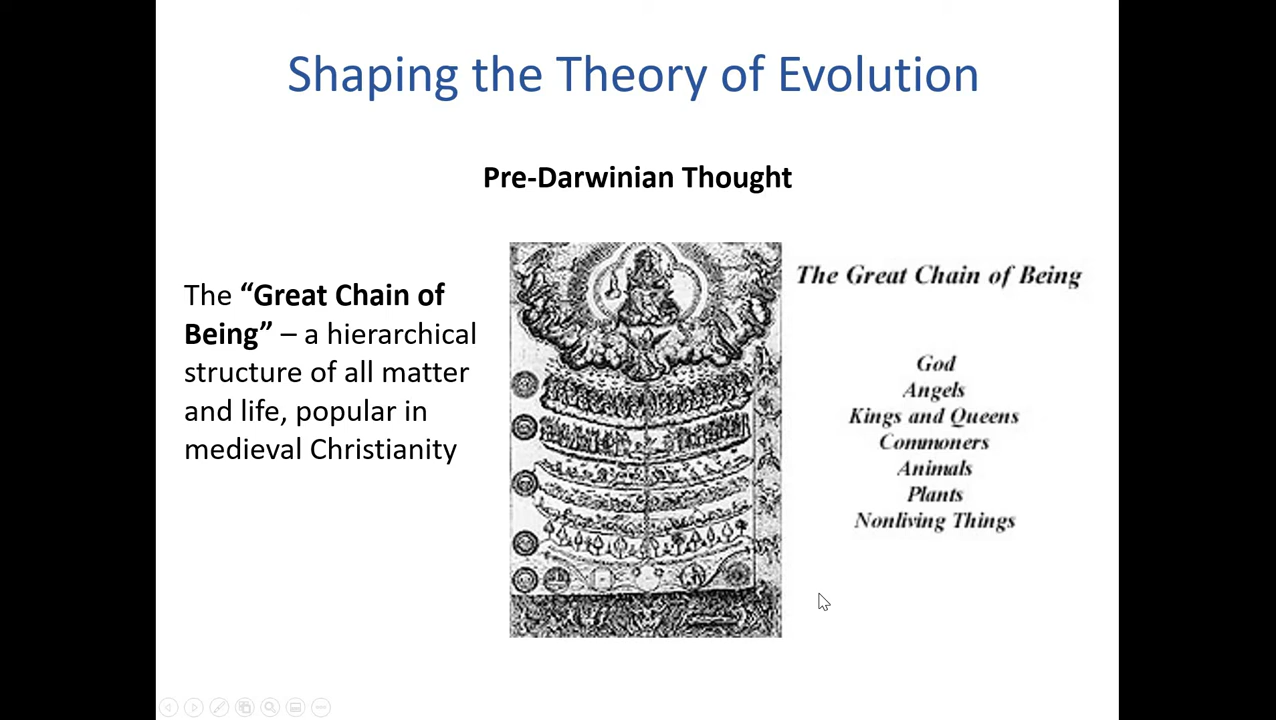 Shaping the Theory of Evolution
Pre-Darwinian Thought
The “Great Chain of
Being” – a hierarchical
structure of all matter
and life, popular in
medieval Christianity
The Great Chain of Being
God
Angels
Kings and Queens
Commoners
Animals
Plants
Nonliving Things